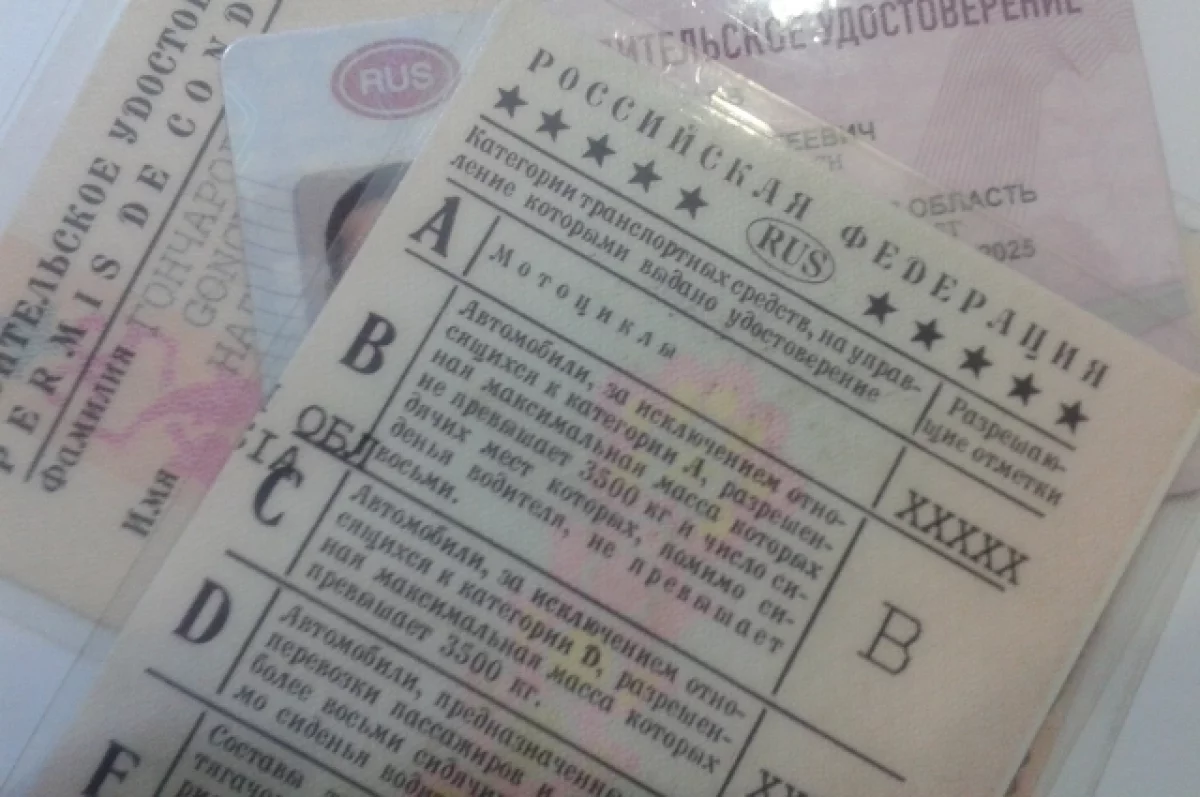 РОССИЙСКАЯ ФЕДЕРАЦИЯ
RUS
Категории транспортных средств, на управ-
ление которыми выдано удостоверение
Разрешаю-
щие отметки
A
Мотоциклы
XXXXX
B
Автомобили, за исключением отно-
сящихся к категории А, разрешен-
ная максимальная масса которых
не превышает 3500 кг и число си-
дячих мест которых, помимо си-
денья водителя, не превышает
восьми.
B
C
Автомобили, за исключением отно-
сящихся к категории D, разрешен-
ная максимальная масса которых
превышает 3500 кг.
D
Автомобили, предназначенные
перевозки пассажиров и
более восьми сидячих
мо сиденья
E
Составы
RUS
УДОСТОВЕРЕНИЕ
ЕВИЧ
ОБЛАСТЬ
2025
PERMIS DE COND
Фамилия
ГОНЧАРО
GONC
Имя
ОБЛ